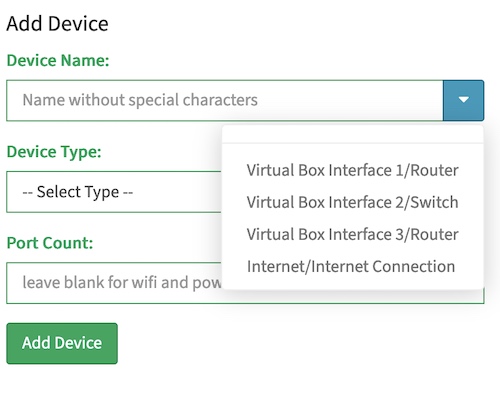 Add Device
Device Name:
Name without special characters
Device Type:
-- Select Type --
Virtual Box Interface 1/Router
Virtual Box Interface 2/Switch
Virtual Box Interface 3/Router
Internet/Internet Connection
Port Count:
leave blank for wifi and pow
Add Device